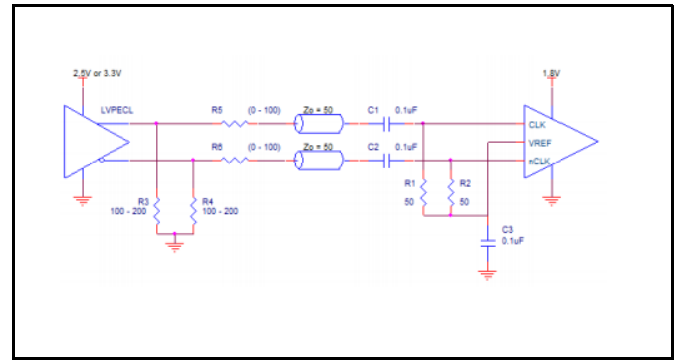 2.5V or 3.3V
1.8V
LVPECL
R5 (0 - 100) Zo = 50 C1 0.1uF
CLK
VREF
R6 (0 - 100) Zo = 50 C2 0.1uF
nCLK
R1 R2
50 50
R3 R4
100 - 200 100 - 200
C3
0.1uF